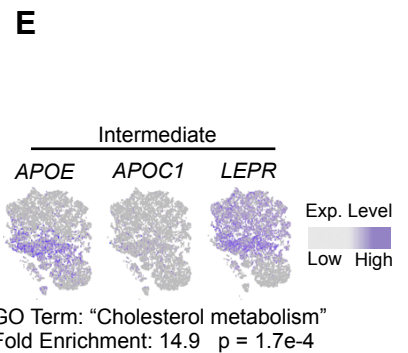 E
Intermediate
APOE APOC1 LEPR
Exp. Level
Low High
GO Term: “Cholesterol metabolism”
Fold Enrichment: 14.9 p = 1.7e-4